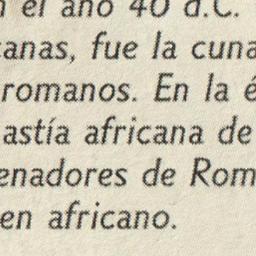 n el año 40 d.C.
canas, fue la cuna
romanos. En la é
astía africana de
enadores de Rom
en africano.